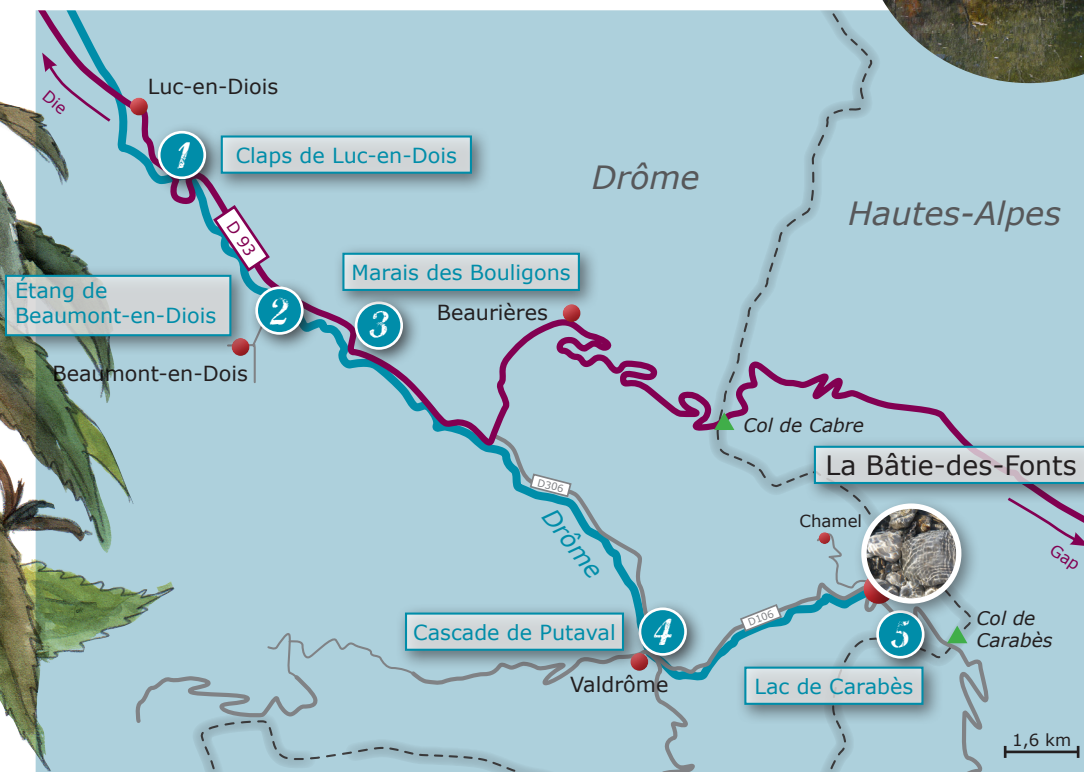 Luc-en-Diois
Die
1
Claps de Luc-en-Dois
Drôme
Hautes-Alpes
D 93
Étang de
Beaumont-en-Diois
2
Marais des Bouligons
3
Beaurières
Beaumont-en-Dois
Col de Cabre
La Bâtie-des-Fonts
D306
Drôme
Chamel
Gap
Cascade de Putaval
4
D106
5
Col de
Carabès
Valdrôme
Lac de Carabès
1,6 km